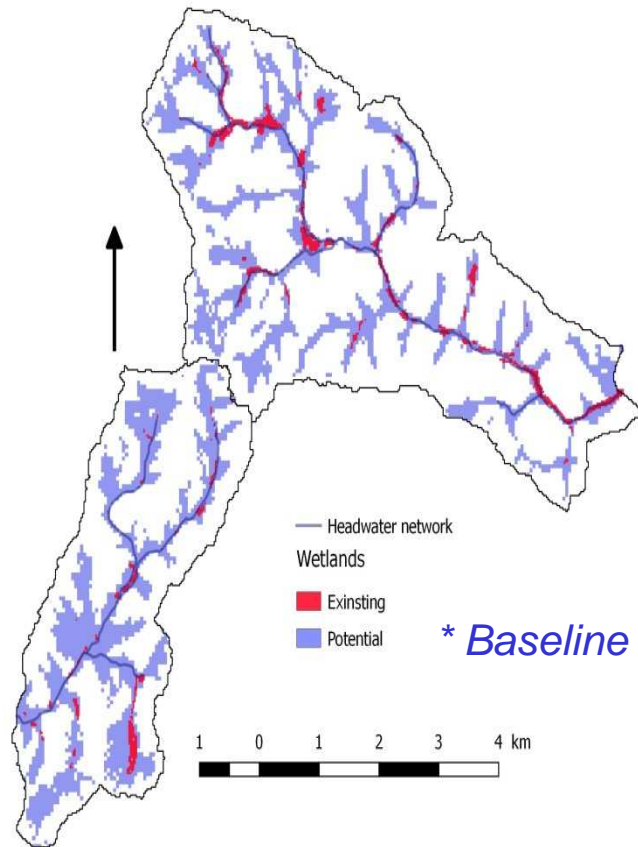 Headwater network
Wetlands
Exinsting
Potential
* Baseline
1 0 1 2 3 4 km